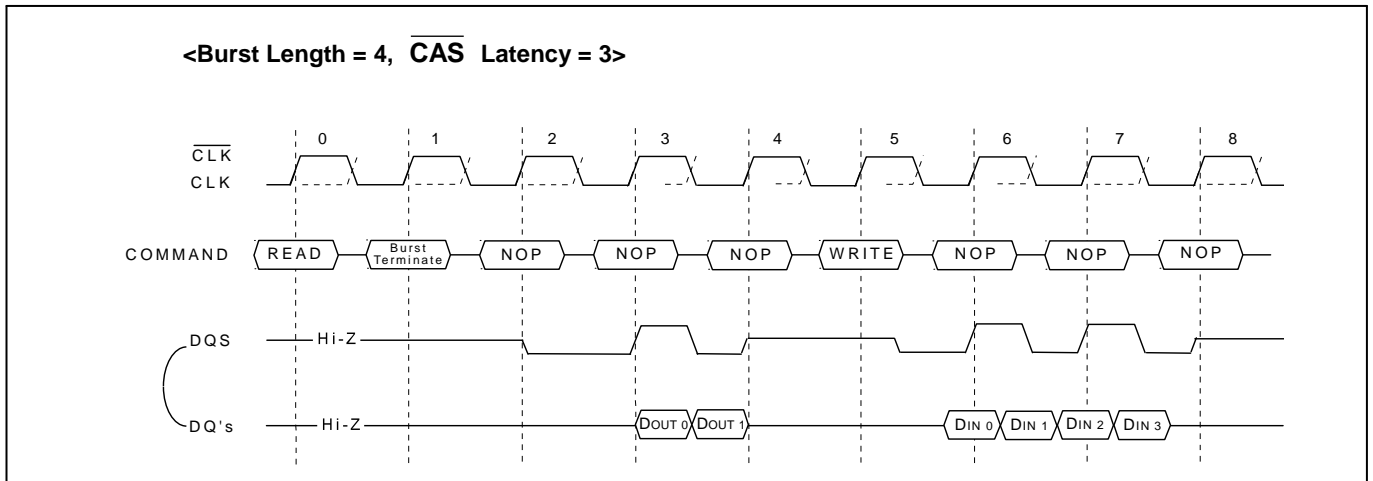 <Burst Length = 4, CAS Latency = 3>
0 1 2 3 4 5 6 7 8
CLK
CLK
COMMAND READ Burst Terminate NOP NOP NOP WRITE NOP NOP NOP
DQS Hi-Z
DQ's Hi-Z DOUT 0 DOUT 1 DIN 0 DIN 1 DIN 2 DIN 3